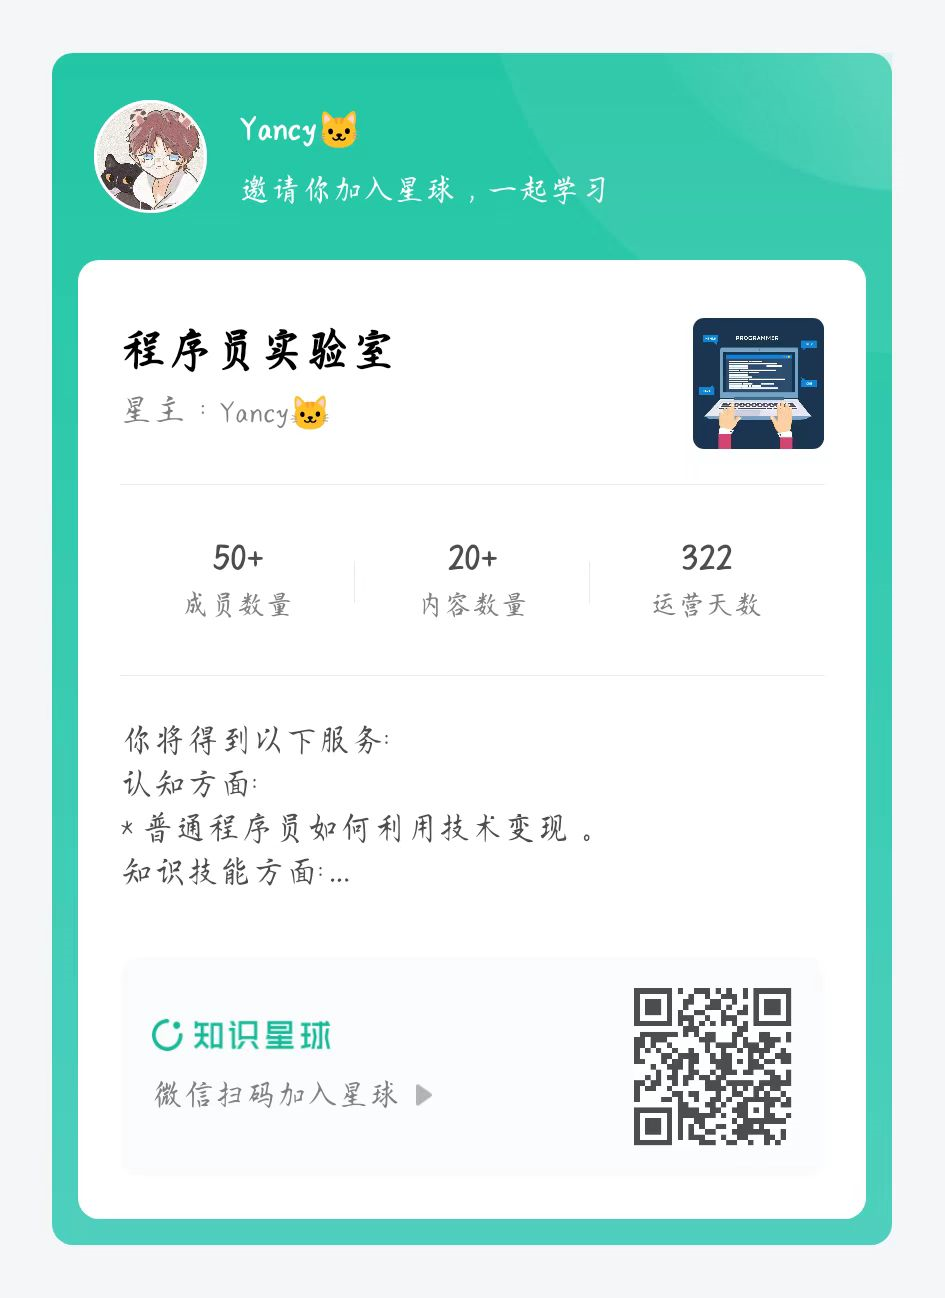 Yancy🐱
邀请你加入星球，一起学习
程序员实验室
星主：Yancy🐱
PROGRAMMER
50+
20+
322
成员数量
内容数量
运营天数
你将得到以下服务:
认知方面:
* 普通程序员如何利用技术变现。
知识技能方面:...
知识星球
微信扫码加入星球